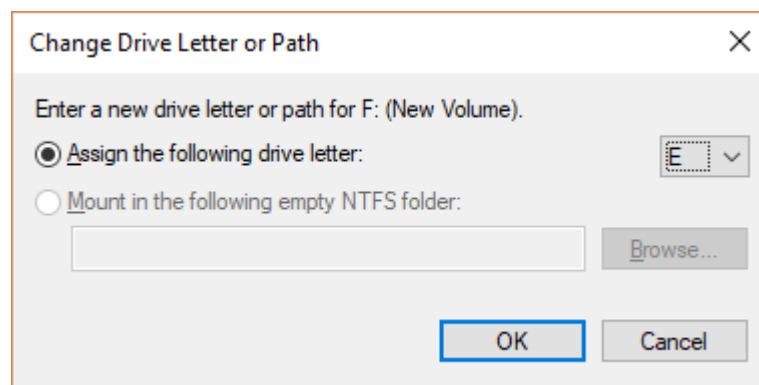 Change Drive Letter or Path
Enter a new drive letter or path for F: (New Volume).
Assign the following drive letter: E
Mount in the following empty NTFS folder:
Browse...
OK Cancel